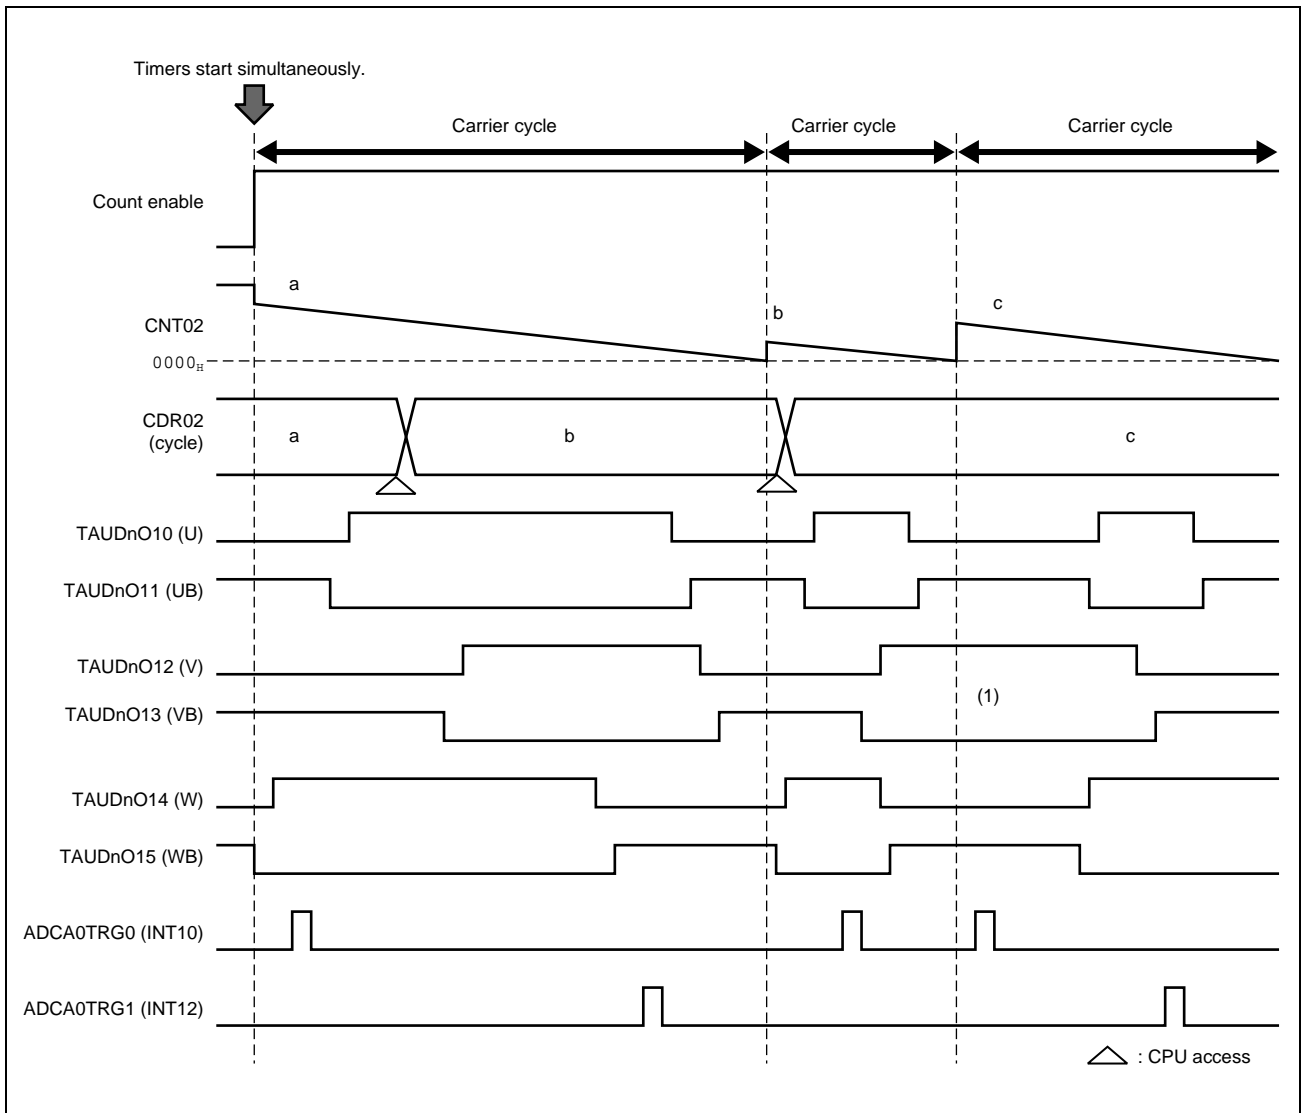 Timers start simultaneously.
Carrier cycle
Carrier cycle
Carrier cycle
Count enable
a
b
c
CNT02
0000H
CDR02
(cycle)
a
b
c
TAUDnO10 (U)
TAUDnO11 (UB)
TAUDnO12 (V)
(1)
TAUDnO13 (VB)
TAUDnO14 (W)
TAUDnO15 (WB)
ADCA0TRG0 (INT10)
ADCA0TRG1 (INT12)
: CPU access